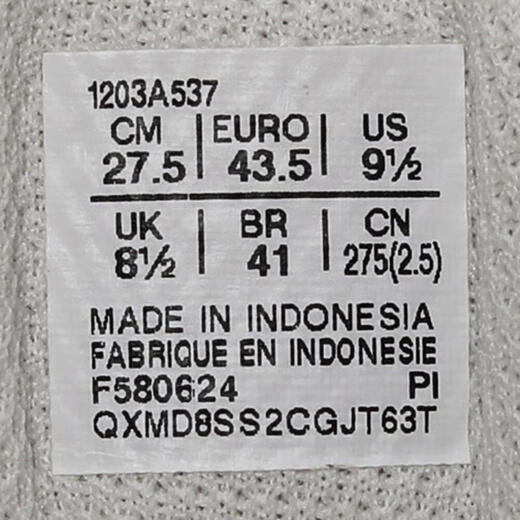 1203A537
CM | EURO | US
27.5 | 43.5 | 9½
UK | BR | CN
8½ | 41 | 275(2.5)
MADE IN INDONESIA
FABRIQUE EN INDONESIE
F580624 PI
QXMD8SS2CGJT63T